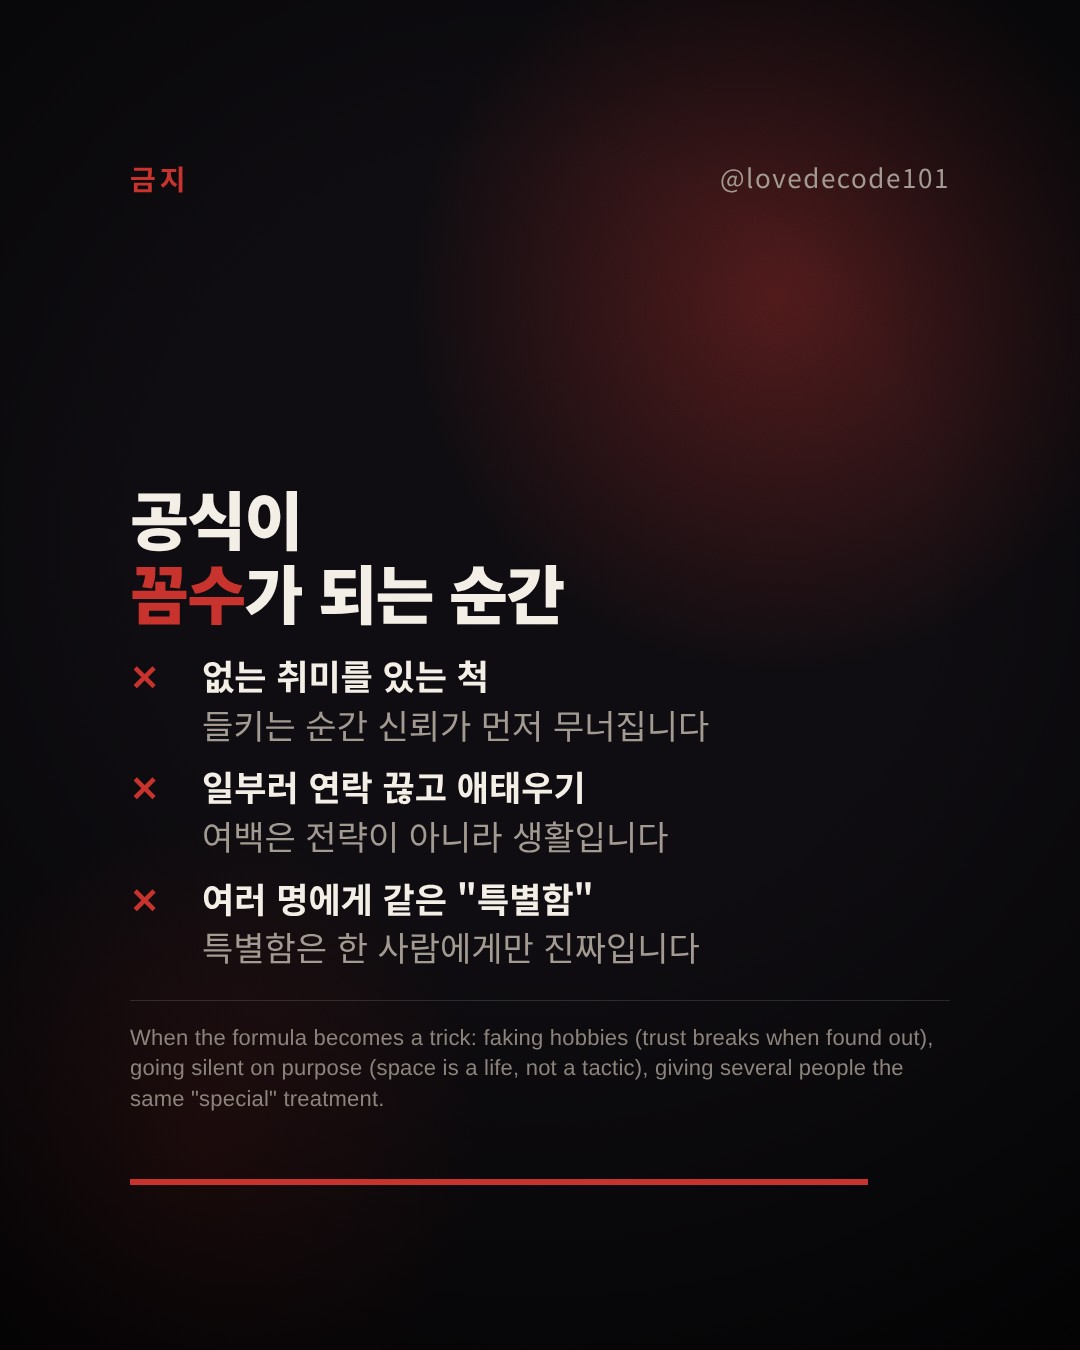 금지
@lovedecode101
공식이
꼼수가 되는 순간
✕ 없는 취미를 있는 척
들키는 순간 신뢰가 먼저 무너집니다
✕ 일부러 연락 끊고 애태우기
여백은 전략이 아니라 생활입니다
✕ 여러 명에게 같은 "특별함"
특별함은 한 사람에게만 진짜입니다
When the formula becomes a trick: faking hobbies (trust breaks when found out),
going silent on purpose (space is a life, not a tactic), giving several people the
same "special" treatment.